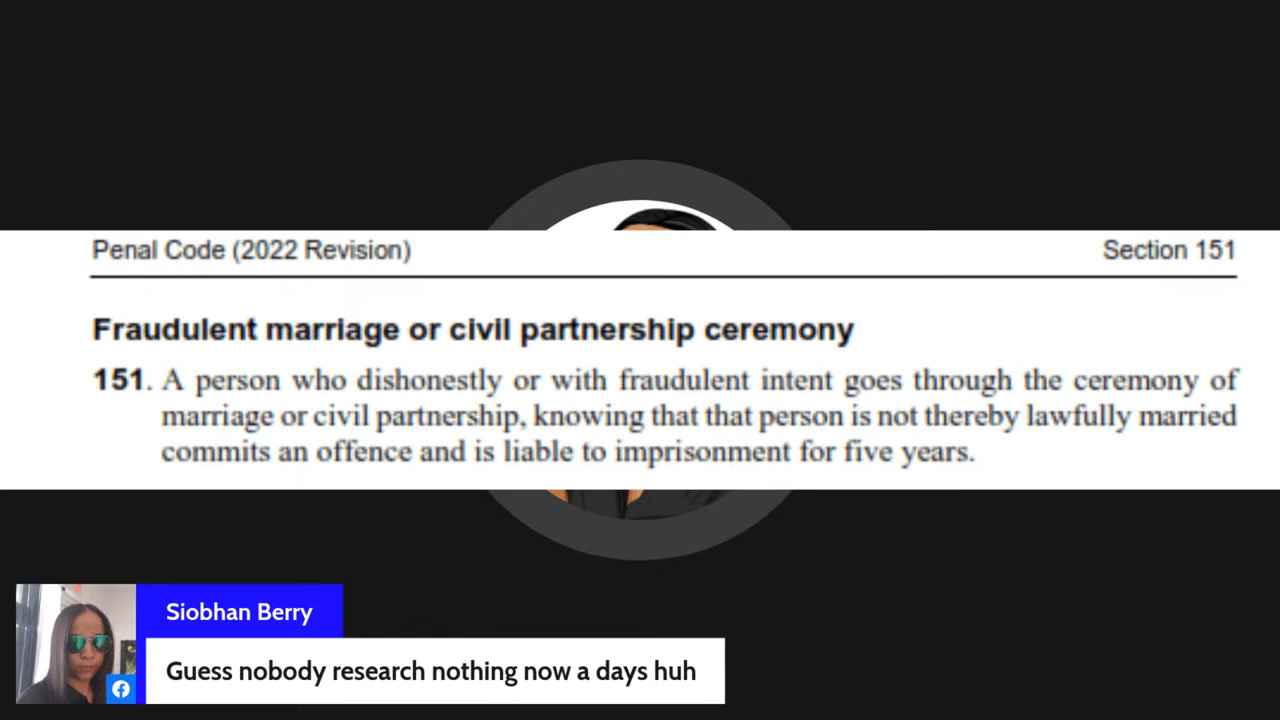 Penal Code (2022 Revision) Section 151
Fraudulent marriage or civil partnership ceremony
151. A person who dishonestly or with fraudulent intent goes through the ceremony of
marriage or civil partnership, knowing that that person is not thereby lawfully married
commits an offence and is liable to imprisonment for five years.
Siobhan Berry
Guess nobody research nothing now a days huh